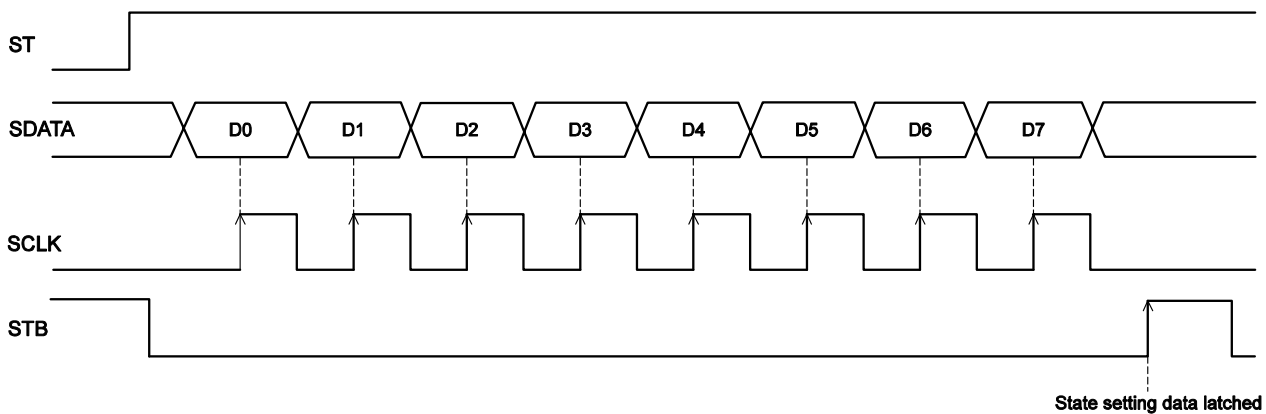 ST
SDATA
D0 D1 D2 D3 D4 D5 D6 D7
SCLK
STB
State setting data latched